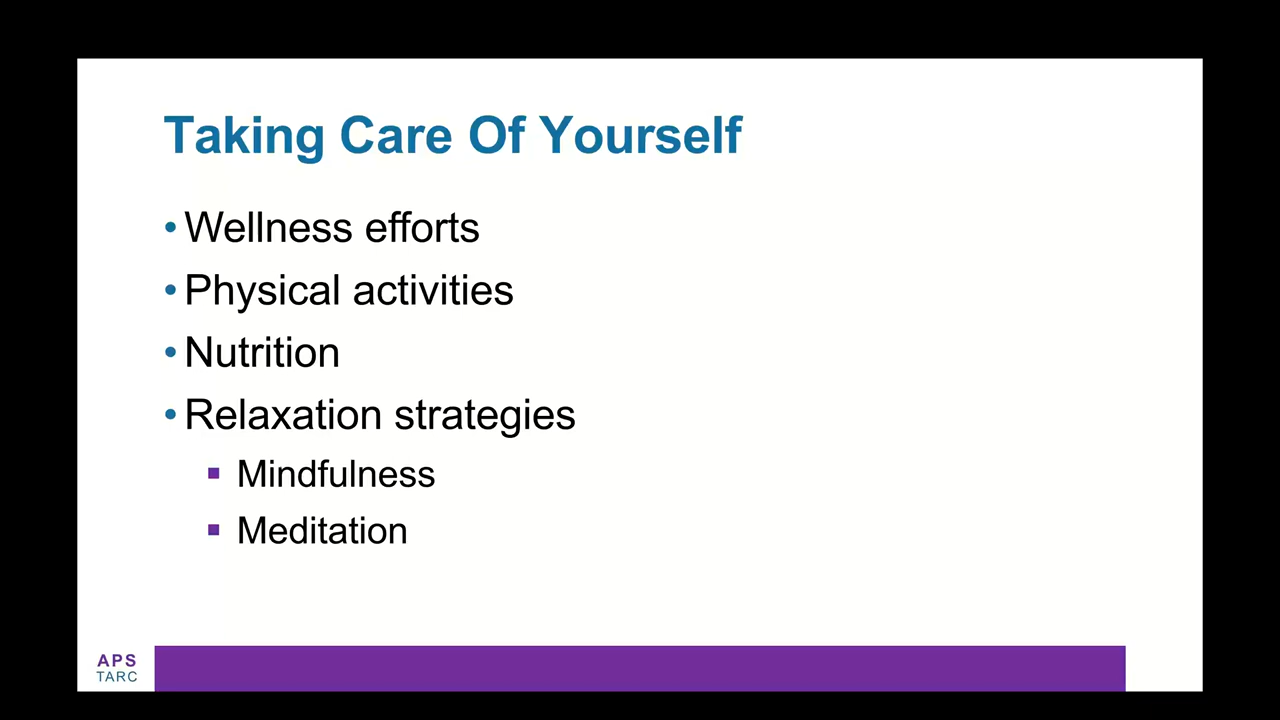 Taking Care Of Yourself
• Wellness efforts
• Physical activities
• Nutrition
• Relaxation strategies
▪ Mindfulness
▪ Meditation
APS
TARC